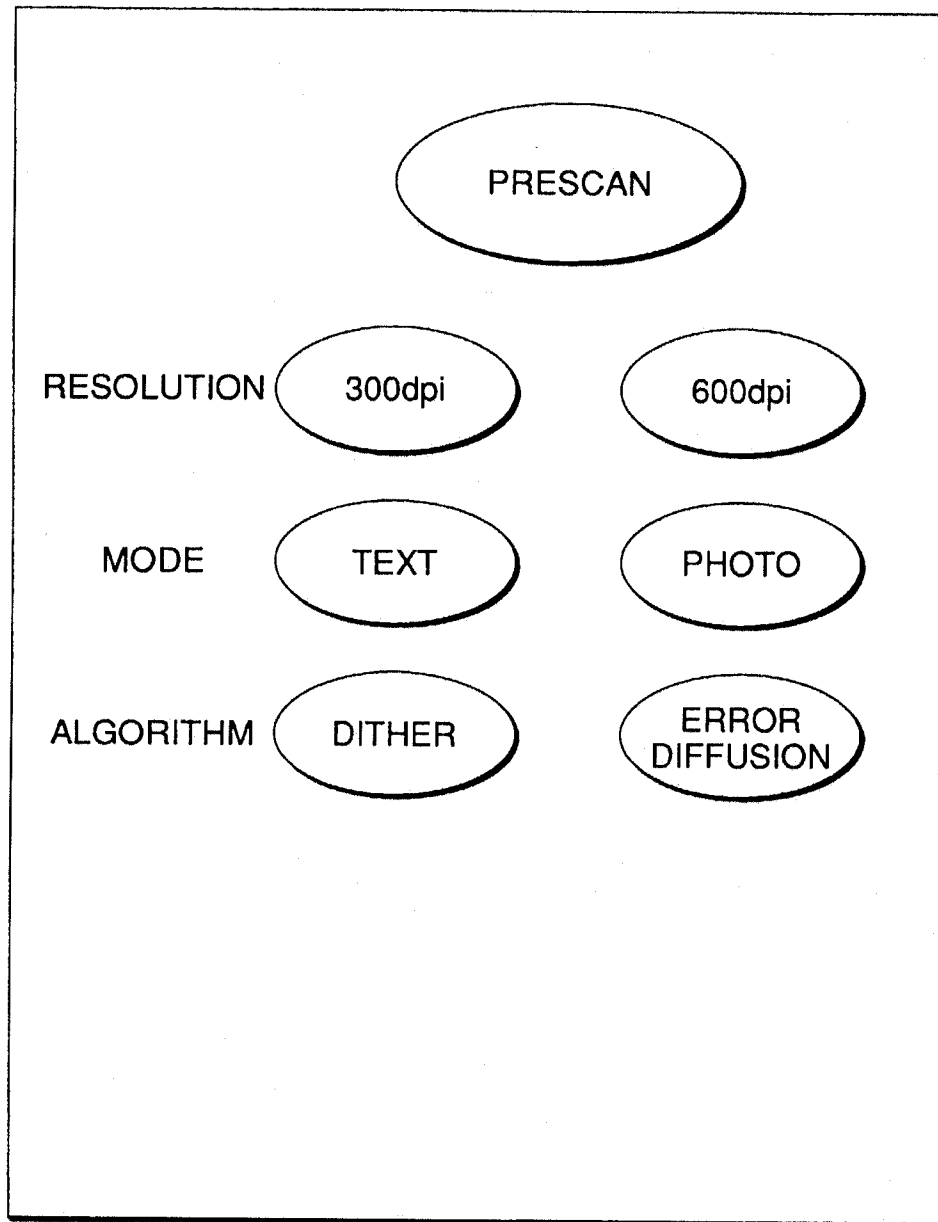 PRESCAN
RESOLUTION 300dpi 600dpi
MODE TEXT PHOTO
ALGORITHM DITHER ERROR
DIFFUSION